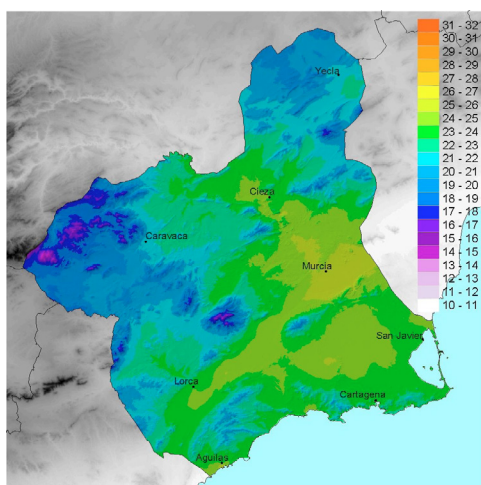 31 - 32
30 - 31
29 - 30
28 - 29
27 - 28
26 - 27
25 - 26
24 - 25
23 - 24
22 - 23
21 - 22
20 - 21
19 - 20
18 - 19
17 - 18
16 - 17
15 - 16
14 - 15
13 - 14
12 - 13
11 - 12
10 - 11
Yecla
Cieza
Caravaca
Murcia
San Javier
Lorca
Cartagena
Aguilas